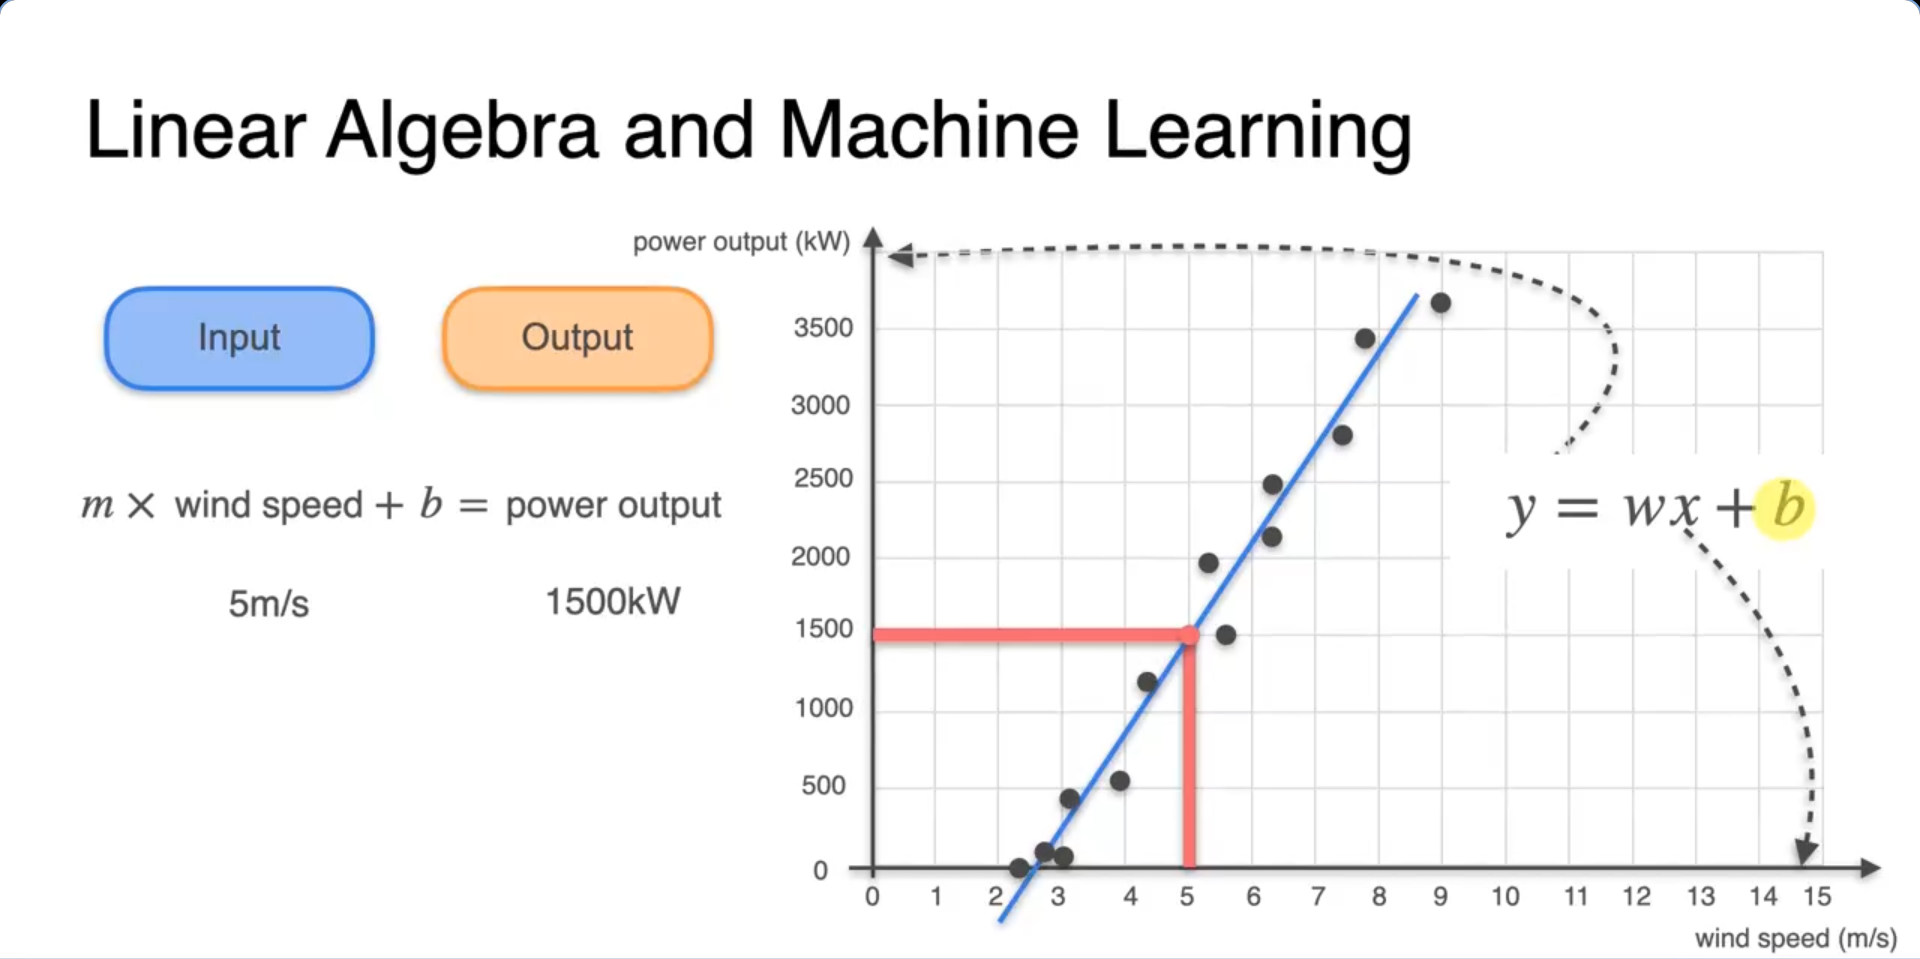 Linear Algebra and Machine Learning
Input
Output
m × wind speed + b = power output
5m/s
1500kW
power output (kW)
3500
3000
2500
2000
1500
1000
500
0
0 1 2 3 4 5 6 7 8 9 10 11 12 13 14 15
wind speed (m/s)
y = wx + b